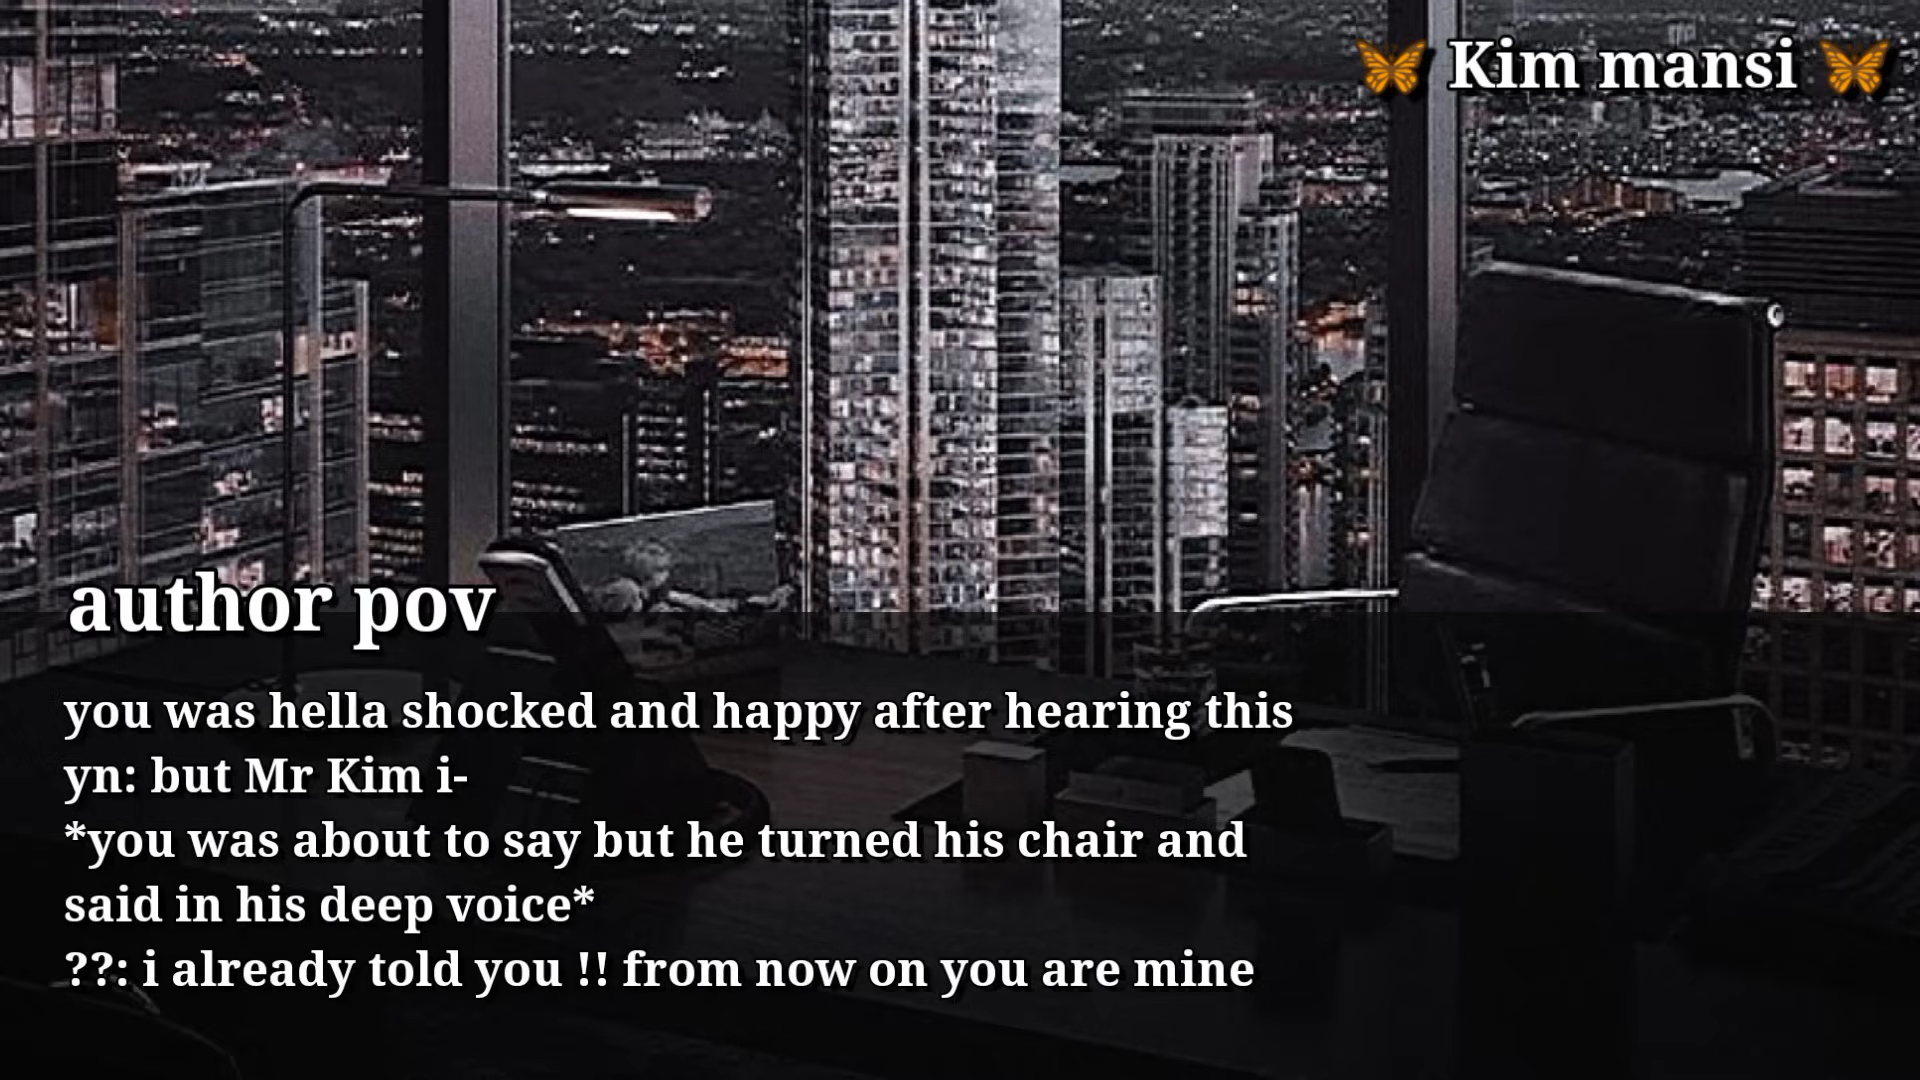 🦋 Kim mansi 🦋
author pov
you was hella shocked and happy after hearing this
yn: but Mr Kim i-
*you was about to say but he turned his chair and
said in his deep voice*
??: i already told you !! from now on you are mine